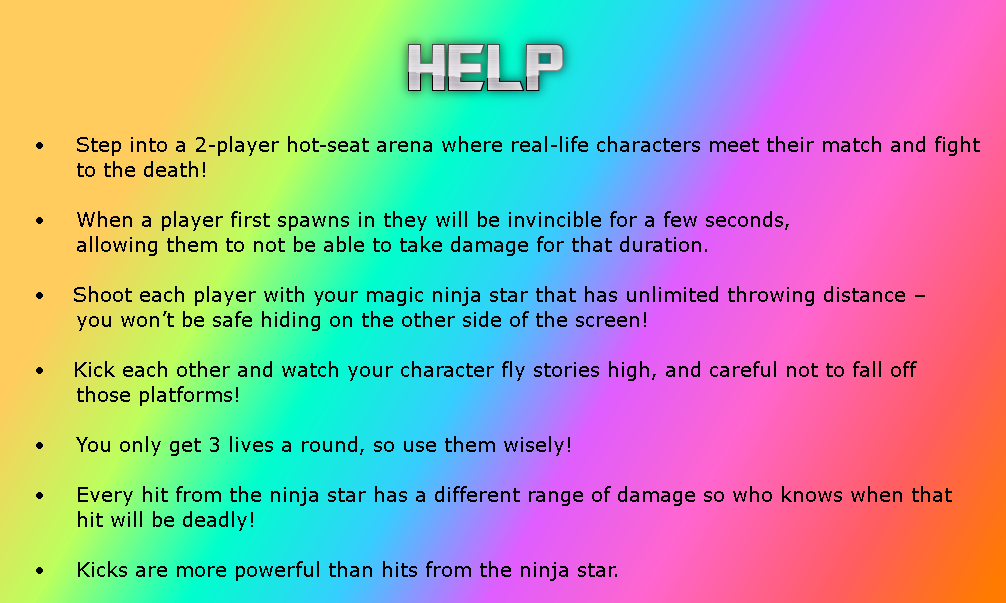 HELP
• Step into a 2-player hot-seat arena where real-life characters meet their match and fight
to the death!
• When a player first spawns in they will be invincible for a few seconds,
allowing them to not be able to take damage for that duration.
• Shoot each player with your magic ninja star that has unlimited throwing distance –
you won’t be safe hiding on the other side of the screen!
• Kick each other and watch your character fly stories high, and careful not to fall off
those platforms!
• You only get 3 lives a round, so use them wisely!
• Every hit from the ninja star has a different range of damage so who knows when that
hit will be deadly!
• Kicks are more powerful than hits from the ninja star.